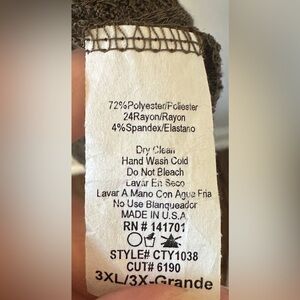 72%Polyester/Poliester
24Rayon/Rayon
4%Spandex/Elastano
Dry Clean
Hand Wash Cold
Do Not Bleach
Lavar En Seco
Lavar A Mano Con Agua Fria
No Use Blanqueador
MADE IN U.S.A
RN # 141701
STYLE# CTY1038
CUT# 6190
3XL/3X-Grande